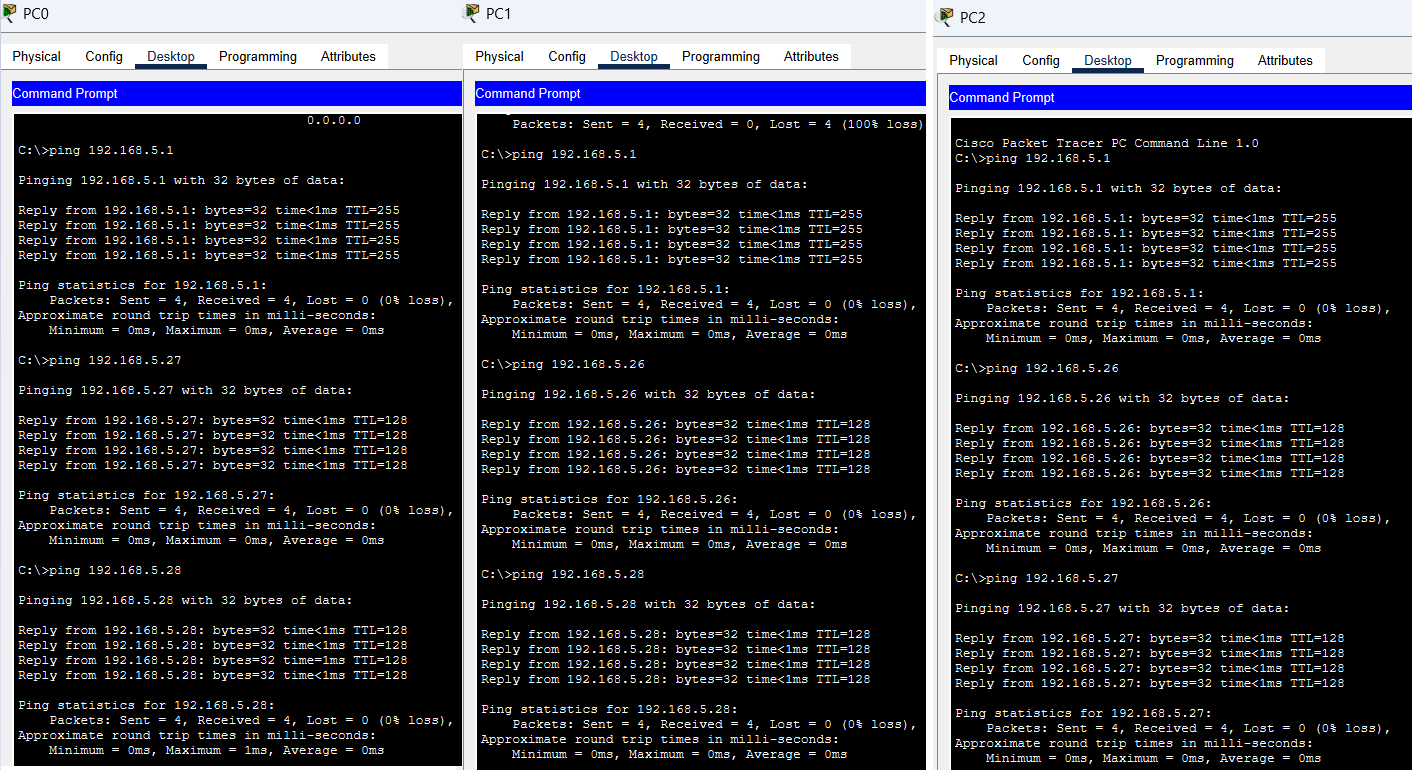 PC0
Physical Config Desktop Programming Attributes
Command Prompt
0.0.0.0
C:\>ping 192.168.5.1
Pinging 192.168.5.1 with 32 bytes of data:
Reply from 192.168.5.1: bytes=32 time<1ms TTL=255
Reply from 192.168.5.1: bytes=32 time<1ms TTL=255
Reply from 192.168.5.1: bytes=32 time<1ms TTL=255
Reply from 192.168.5.1: bytes=32 time<1ms TTL=255
Ping statistics for 192.168.5.1:
Packets: Sent = 4, Received = 4, Lost = 0 (0% loss),
Approximate round trip times in milli-seconds:
Minimum = 0ms, Maximum = 0ms, Average = 0ms
C:\>ping 192.168.5.27
Pinging 192.168.5.27 with 32 bytes of data:
Reply from 192.168.5.27: bytes=32 time<1ms TTL=128
Reply from 192.168.5.27: bytes=32 time<1ms TTL=128
Reply from 192.168.5.27: bytes=32 time<1ms TTL=128
Reply from 192.168.5.27: bytes=32 time<1ms TTL=128
Ping statistics for 192.168.5.27:
Packets: Sent = 4, Received = 4, Lost = 0 (0% loss),
Approximate round trip times in milli-seconds:
Minimum = 0ms, Maximum = 0ms, Average = 0ms
C:\>ping 192.168.5.28
Pinging 192.168.5.28 with 32 bytes of data:
Reply from 192.168.5.28: bytes=32 time<1ms TTL=128
Reply from 192.168.5.28: bytes=32 time<1ms TTL=128
Reply from 192.168.5.28: bytes=32 time=1ms TTL=128
Reply from 192.168.5.28: bytes=32 time<1ms TTL=128
Ping statistics for 192.168.5.28:
Packets: Sent = 4, Received = 4, Lost = 0 (0% loss),
Approximate round trip times in milli-seconds:
Minimum = 0ms, Maximum = 1ms, Average = 0ms
PC1
Physical Config Desktop Programming Attributes
Command Prompt
Packets: Sent = 4, Received = 0, Lost = 4 (100% loss)
C:\>ping 192.168.5.1
Pinging 192.168.5.1 with 32 bytes of data:
Reply from 192.168.5.1: bytes=32 time<1ms TTL=255
Reply from 192.168.5.1: bytes=32 time<1ms TTL=255
Reply from 192.168.5.1: bytes=32 time<1ms TTL=255
Reply from 192.168.5.1: bytes=32 time<1ms TTL=255
Ping statistics for 192.168.5.1:
Packets: Sent = 4, Received = 4, Lost = 0 (0% loss),
Approximate round trip times in milli-seconds:
Minimum = 0ms, Maximum = 0ms, Average = 0ms
C:\>ping 192.168.5.26
Pinging 192.168.5.26 with 32 bytes of data:
Reply from 192.168.5.26: bytes=32 time<1ms TTL=128
Reply from 192.168.5.26: bytes=32 time<1ms TTL=128
Reply from 192.168.5.26: bytes=32 time<1ms TTL=128
Reply from 192.168.5.26: bytes=32 time<1ms TTL=128
Ping statistics for 192.168.5.26:
Packets: Sent = 4, Received = 4, Lost = 0 (0% loss),
Approximate round trip times in milli-seconds:
Minimum = 0ms, Maximum = 0ms, Average = 0ms
C:\>ping 192.168.5.28
Pinging 192.168.5.28 with 32 bytes of data:
Reply from 192.168.5.28: bytes=32 time<1ms TTL=128
Reply from 192.168.5.28: bytes=32 time<1ms TTL=128
Reply from 192.168.5.28: bytes=32 time<1ms TTL=128
Reply from 192.168.5.28: bytes=32 time<1ms TTL=128
Ping statistics for 192.168.5.28:
Packets: Sent = 4, Received = 4, Lost = 0 (0% loss),
Approximate round trip times in milli-seconds:
Minimum = 0ms, Maximum = 0ms, Average = 0ms
PC2
Physical Config Desktop Programming Attributes
Command Prompt
Cisco Packet Tracer PC Command Line 1.0
C:\>ping 192.168.5.1
Pinging 192.168.5.1 with 32 bytes of data:
Reply from 192.168.5.1: bytes=32 time<1ms TTL=255
Reply from 192.168.5.1: bytes=32 time<1ms TTL=255
Reply from 192.168.5.1: bytes=32 time<1ms TTL=255
Reply from 192.168.5.1: bytes=32 time<1ms TTL=255
Ping statistics for 192.168.5.1:
Packets: Sent = 4, Received = 4, Lost = 0 (0% loss),
Approximate round trip times in milli-seconds:
Minimum = 0ms, Maximum = 0ms, Average = 0ms
C:\>ping 192.168.5.26
Pinging 192.168.5.26 with 32 bytes of data:
Reply from 192.168.5.26: bytes=32 time<1ms TTL=128
Reply from 192.168.5.26: bytes=32 time<1ms TTL=128
Reply from 192.168.5.26: bytes=32 time<1ms TTL=128
Reply from 192.168.5.26: bytes=32 time<1ms TTL=128
Ping statistics for 192.168.5.26:
Packets: Sent = 4, Received = 4, Lost = 0 (0% loss),
Approximate round trip times in milli-seconds:
Minimum = 0ms, Maximum = 0ms, Average = 0ms
C:\>ping 192.168.5.27
Pinging 192.168.5.27 with 32 bytes of data:
Reply from 192.168.5.27: bytes=32 time<1ms TTL=128
Reply from 192.168.5.27: bytes=32 time<1ms TTL=128
Reply from 192.168.5.27: bytes=32 time<1ms TTL=128
Reply from 192.168.5.27: bytes=32 time<1ms TTL=128
Ping statistics for 192.168.5.27:
Packets: Sent = 4, Received = 4, Lost = 0 (0% loss),
Approximate round trip times in milli-seconds:
Minimum = 0ms, Maximum = 0ms, Average = 0ms